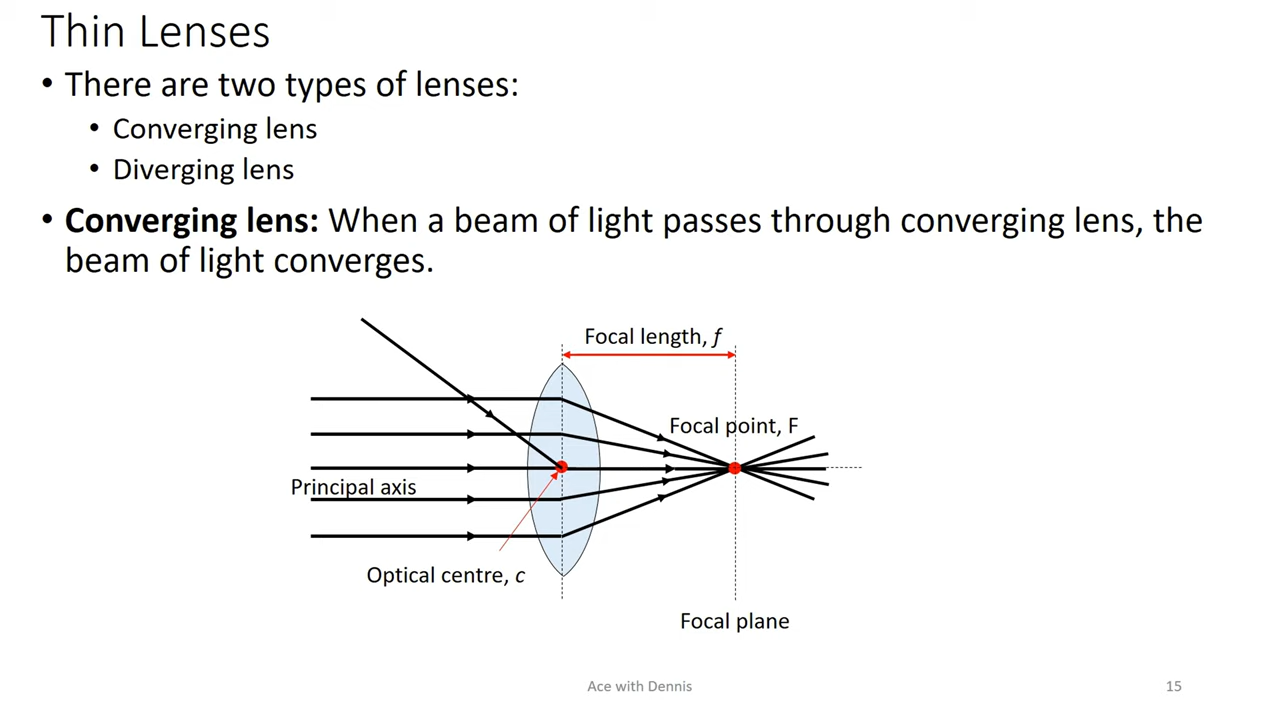 Thin Lenses
• There are two types of lenses:
• Converging lens
• Diverging lens
• Converging lens: When a beam of light passes through converging lens, the
beam of light converges.
Focal length, f
Focal point, F
Principal axis
Optical centre, c
Focal plane
Ace with Dennis
15